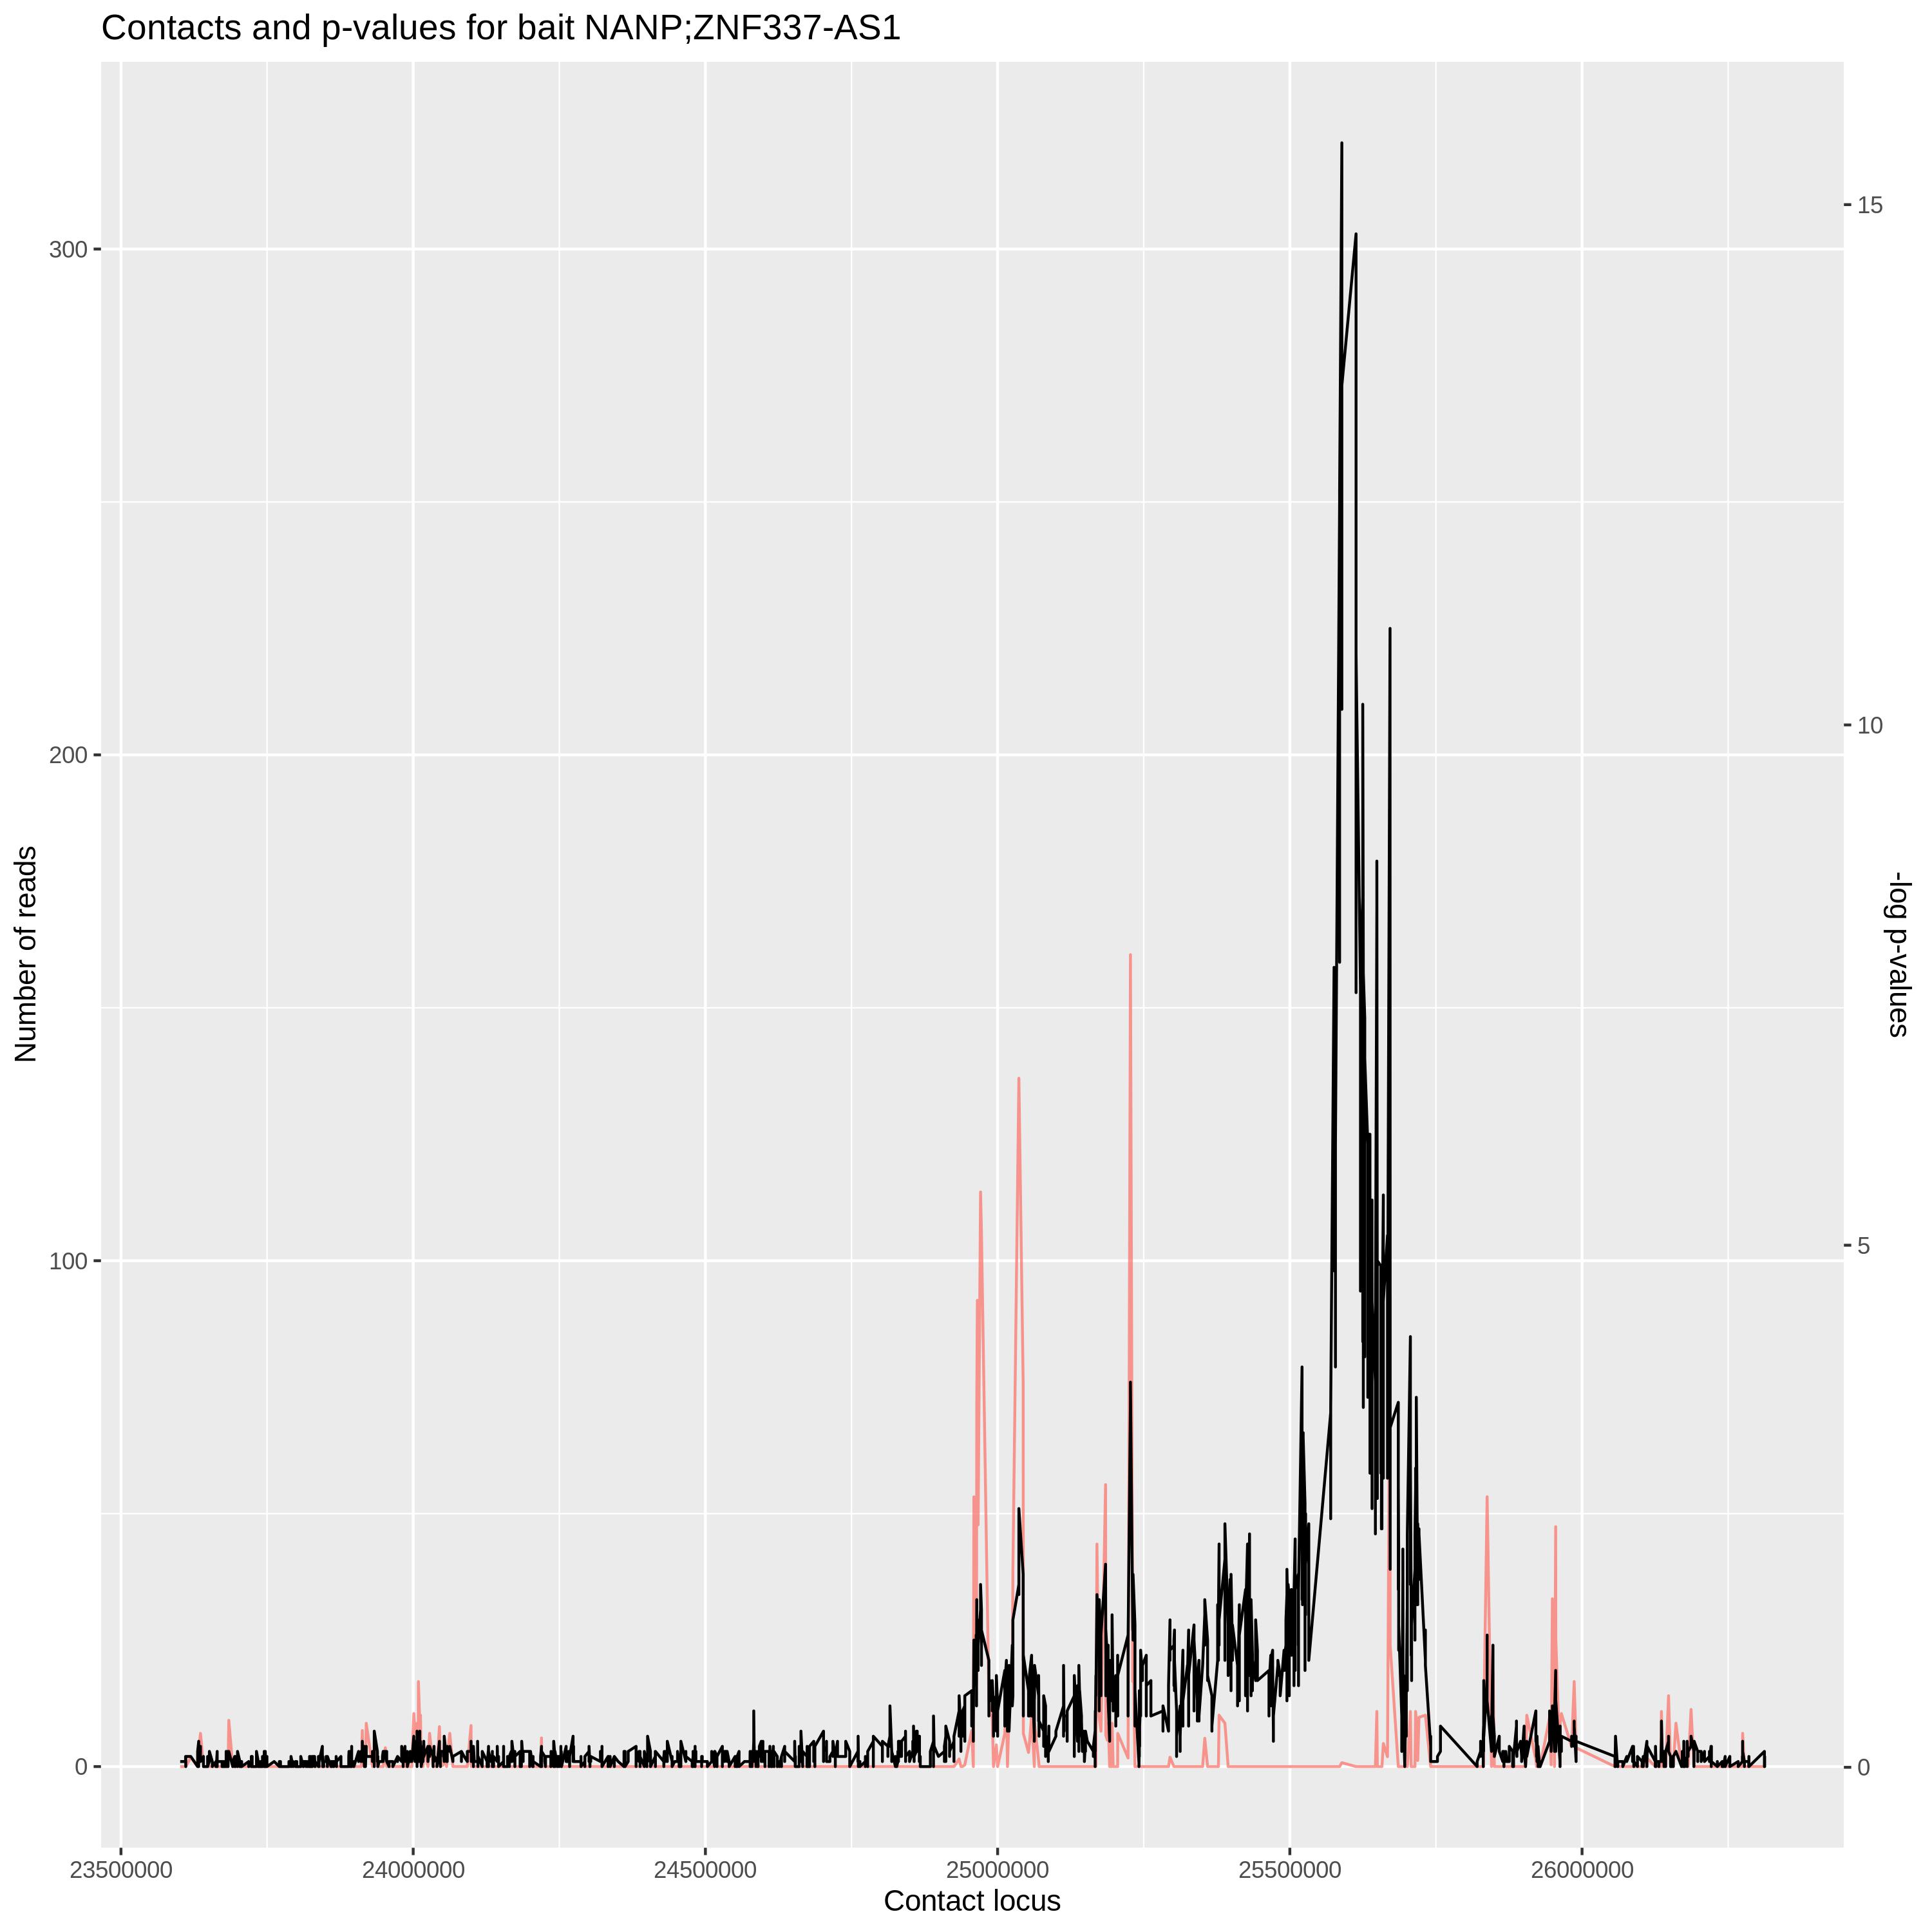 Contacts and p-values for bait NANP;ZNF337-AS1
300
200
100
0
Number of reads
15
10
5
0
-log p-values
23500000 24000000 24500000 25000000 25500000 26000000
Contact locus